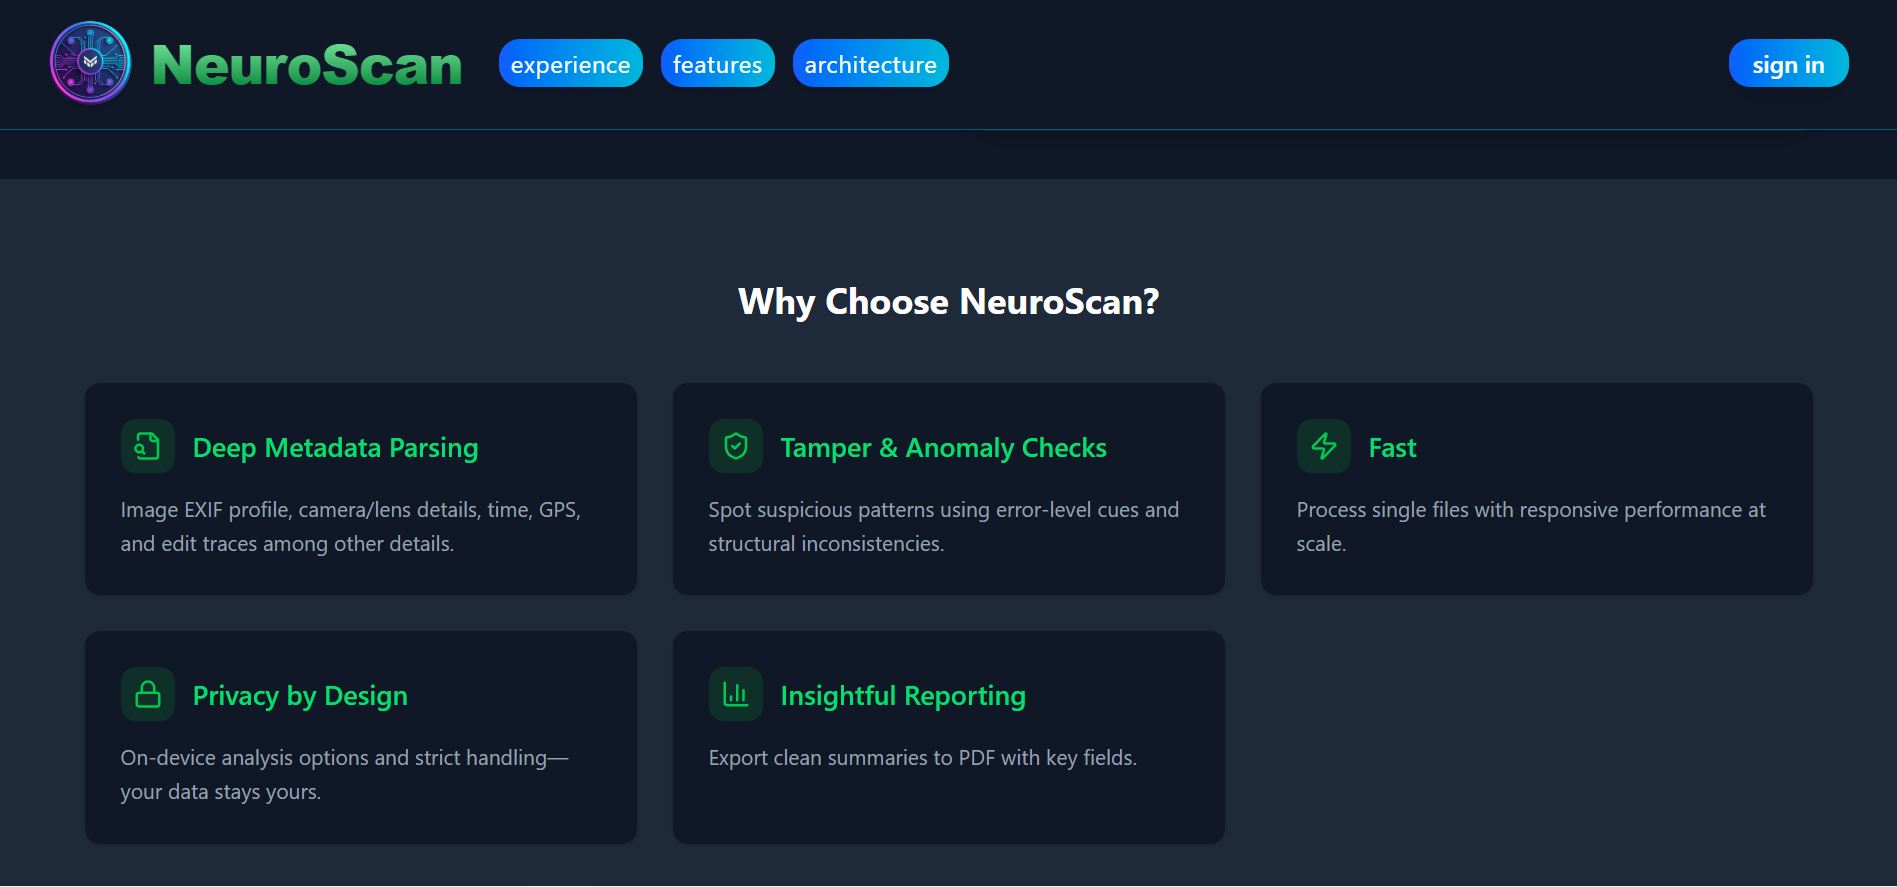 NeuroScan
experience
features
architecture
sign in
Why Choose NeuroScan?
Deep Metadata Parsing
Image EXIF profile, camera/lens details, time, GPS,
and edit traces among other details.
Tamper & Anomaly Checks
Spot suspicious patterns using error-level cues and
structural inconsistencies.
Fast
Process single files with responsive performance at
scale.
Privacy by Design
On-device analysis options and strict handling—
your data stays yours.
Insightful Reporting
Export clean summaries to PDF with key fields.